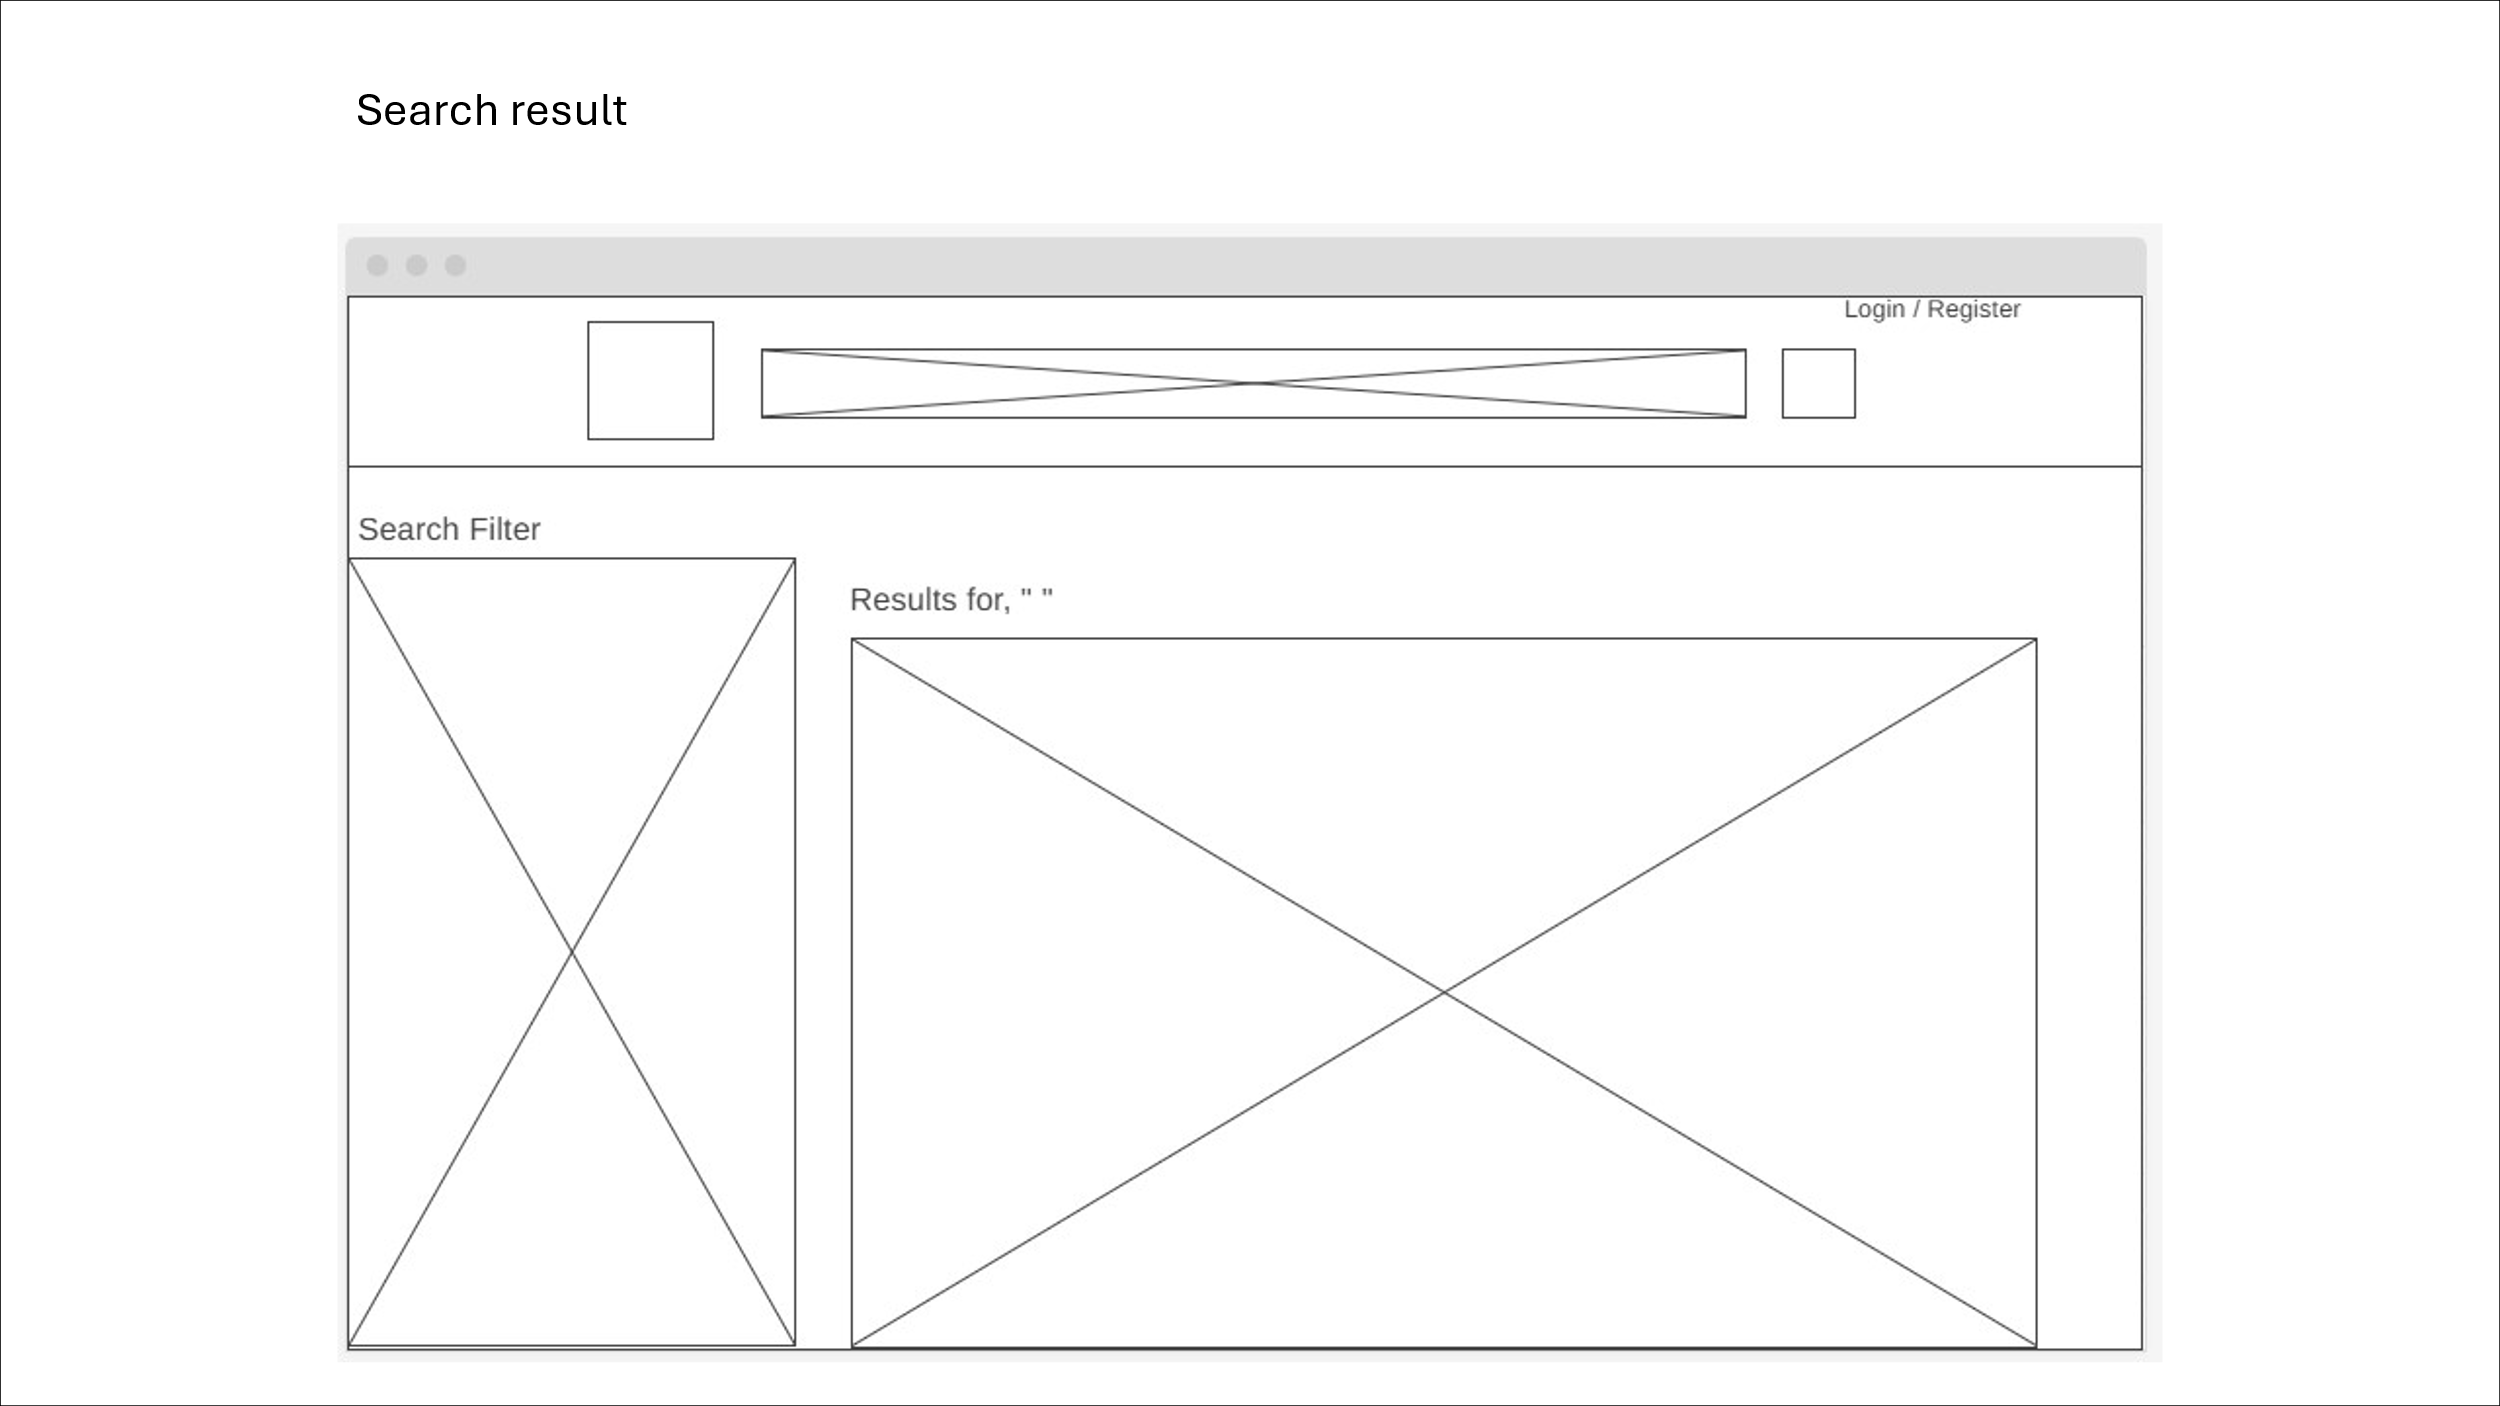 Search result
Login / Register
Search Filter
Results for, " "